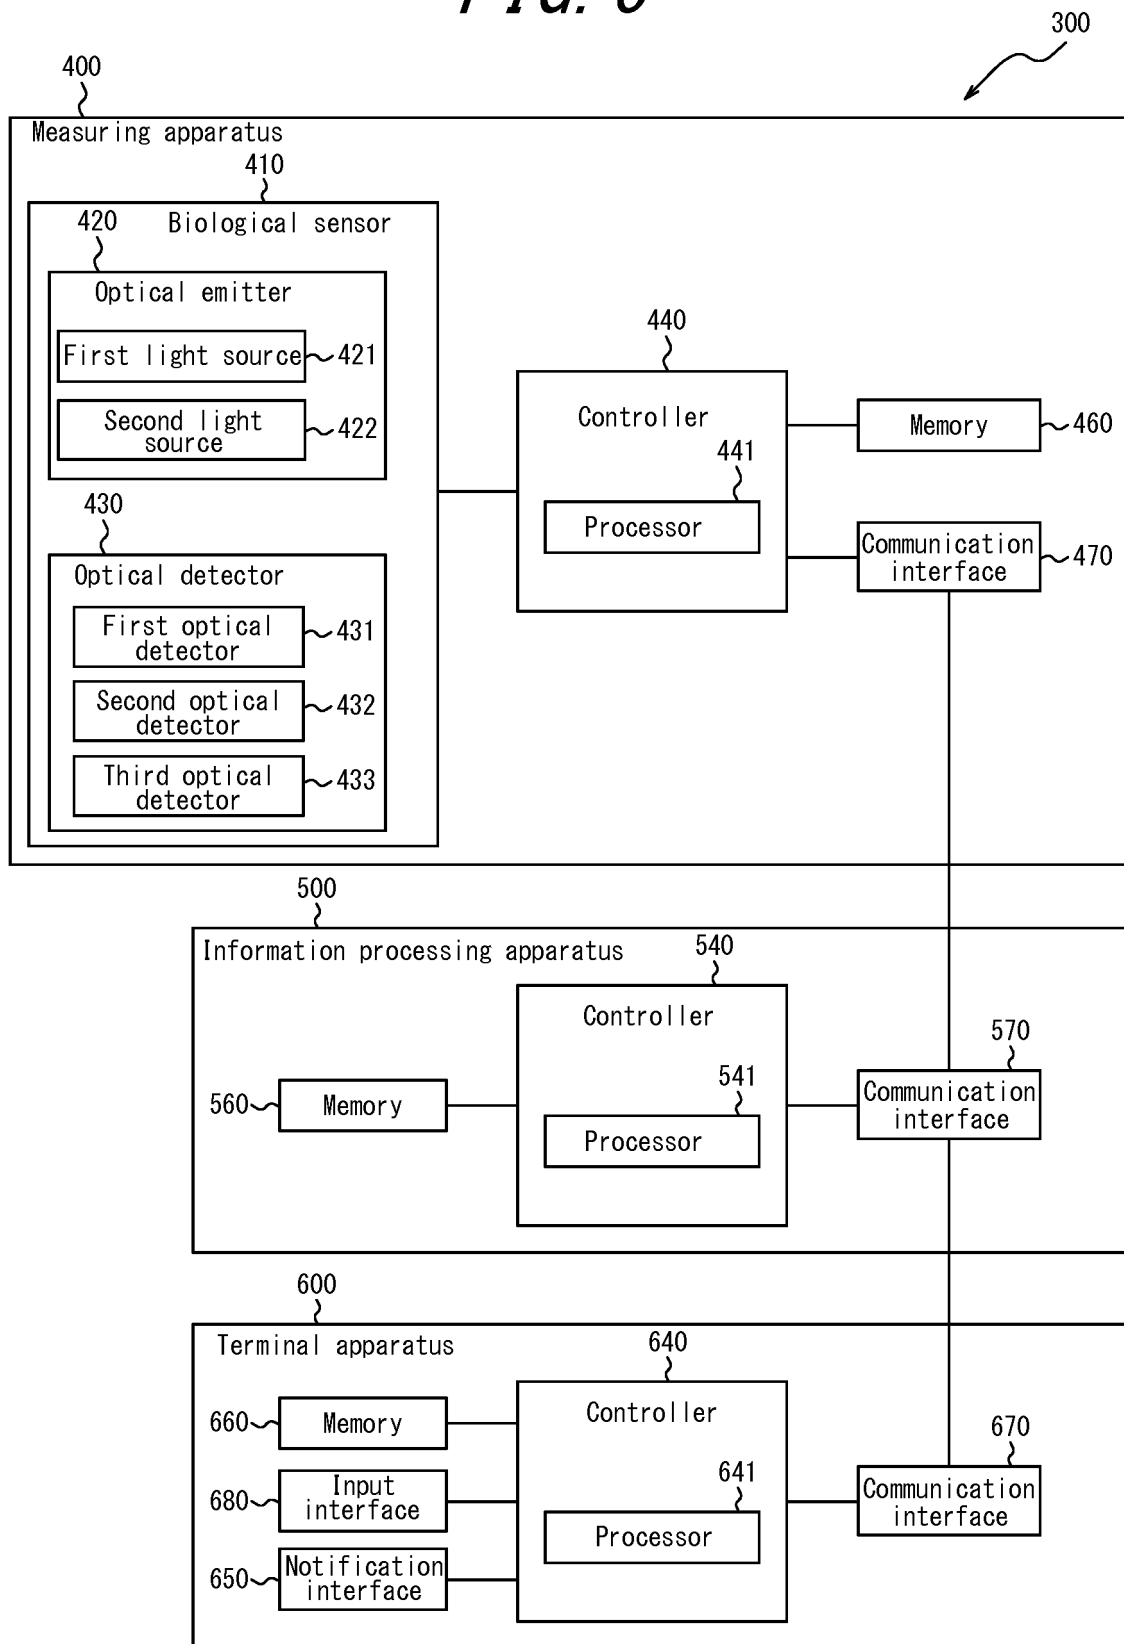 300
400
Measuring apparatus
410
420
Biological sensor
Optical emitter
First light source
421
Second light
source
422
430
Optical detector
First optical
detector
431
Second optical
detector
432
Third optical
detector
433
440
Controller
441
Processor
Memory
460
Communication
interface
470
500
Information processing apparatus
540
Controller
541
Processor
560
Memory
570
Communication
interface
600
Terminal apparatus
640
Controller
641
Processor
660
Memory
680
Input
interface
650
Notification
interface
670
Communication
interface